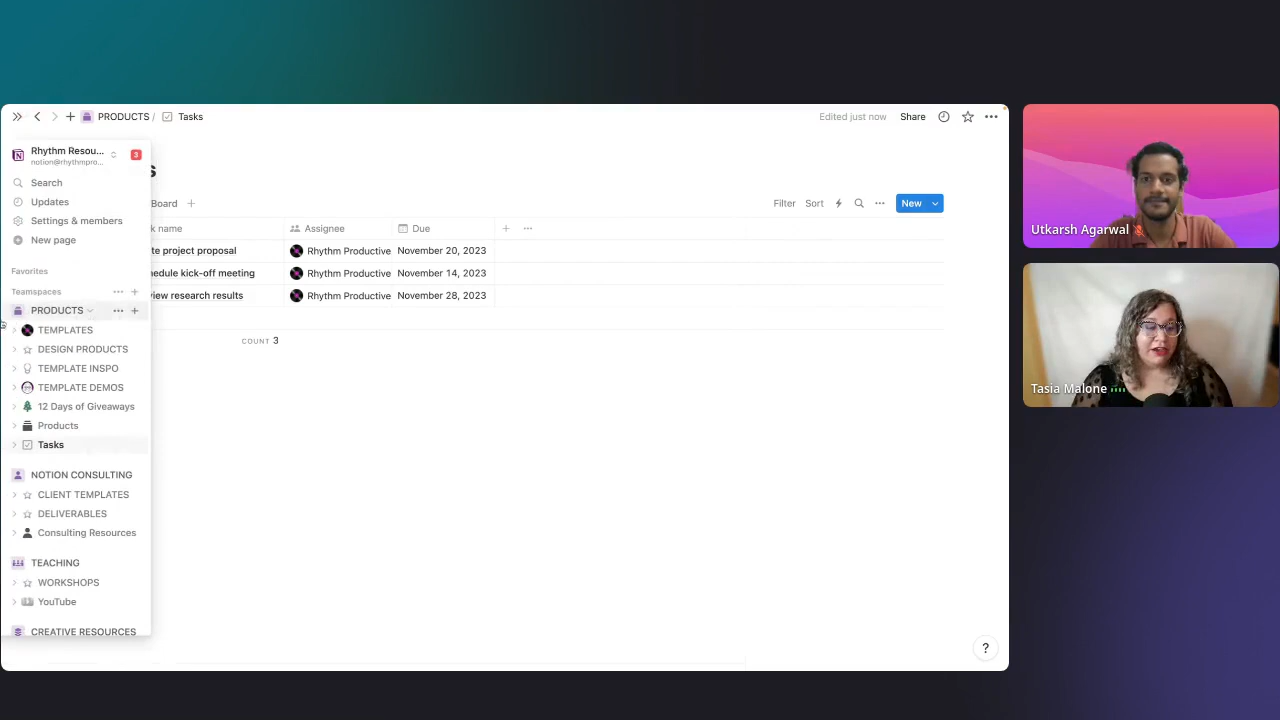 PRODUCTS / Tasks
Edited just now
Share
Rhythm Resou...
notion@rhythmpro...
3
Search
Updates
Settings & members
New page
Favorites
Teamspaces
PRODUCTS
TEMPLATES
DESIGN PRODUCTS
TEMPLATE INSPO
TEMPLATE DEMOS
12 Days of Giveaways
Products
Tasks
NOTION CONSULTING
CLIENT TEMPLATES
DELIVERABLES
Consulting Resources
TEACHING
WORKSHOPS
YouTube
CREATIVE RESOURCES
s
Board
Filter
Sort
New
k name
Assignee
Due
te project proposal
Rhythm Productive
November 20, 2023
hedule kick-off meeting
Rhythm Productive
November 14, 2023
view research results
Rhythm Productive
November 28, 2023
COUNT 3
?
Utkarsh Agarwal
Tasia Malone